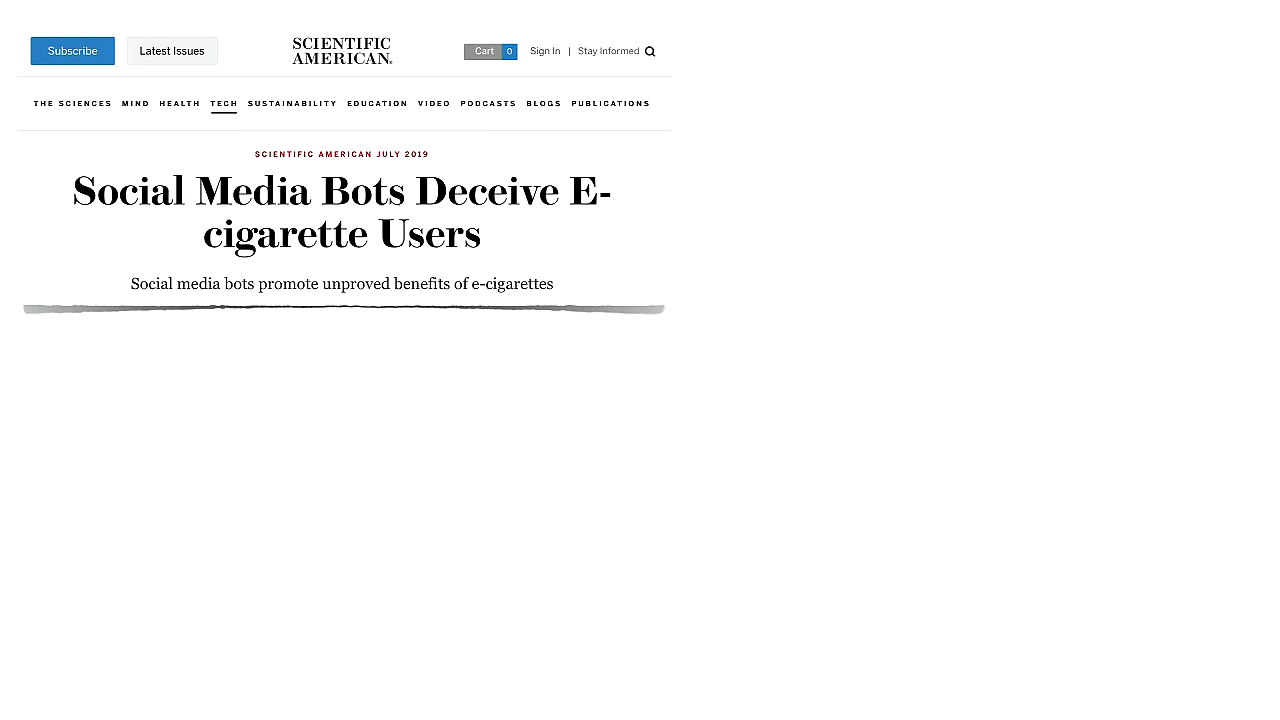 Subscribe
Latest Issues
SCIENTIFIC
AMERICAN®
Cart 0
Sign In | Stay Informed
THE SCIENCES MIND HEALTH TECH SUSTAINABILITY EDUCATION VIDEO PODCASTS BLOGS PUBLICATIONS
SCIENTIFIC AMERICAN JULY 2019
Social Media Bots Deceive E-
cigarette Users
Social media bots promote unproved benefits of e-cigarettes